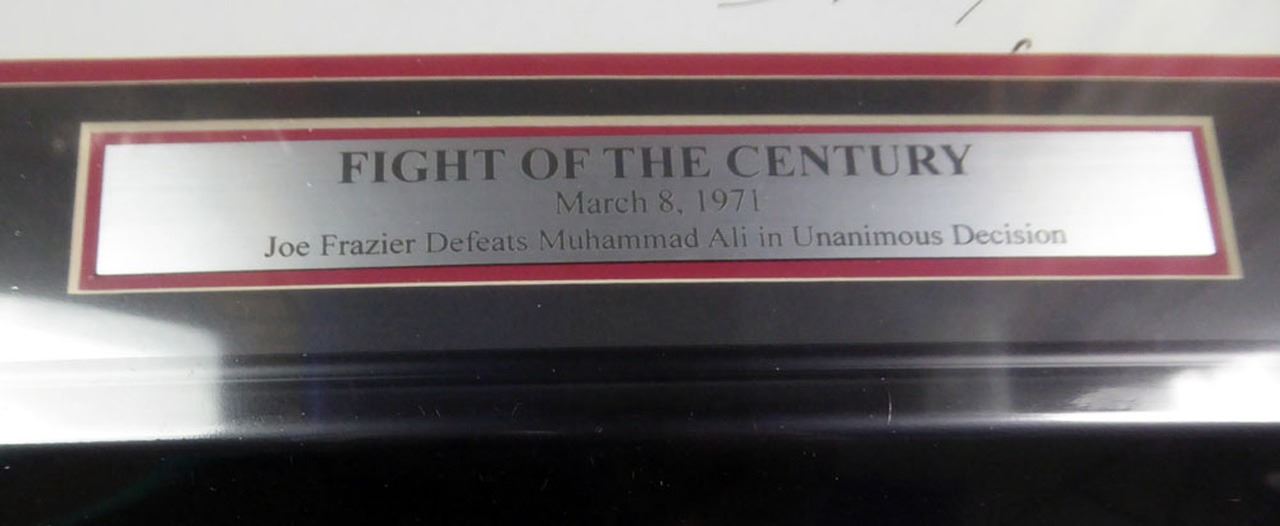 FIGHT OF THE CENTURY
March 8, 1971
Joe Frazier Defeats Muhammad Ali in Unanimous Decision